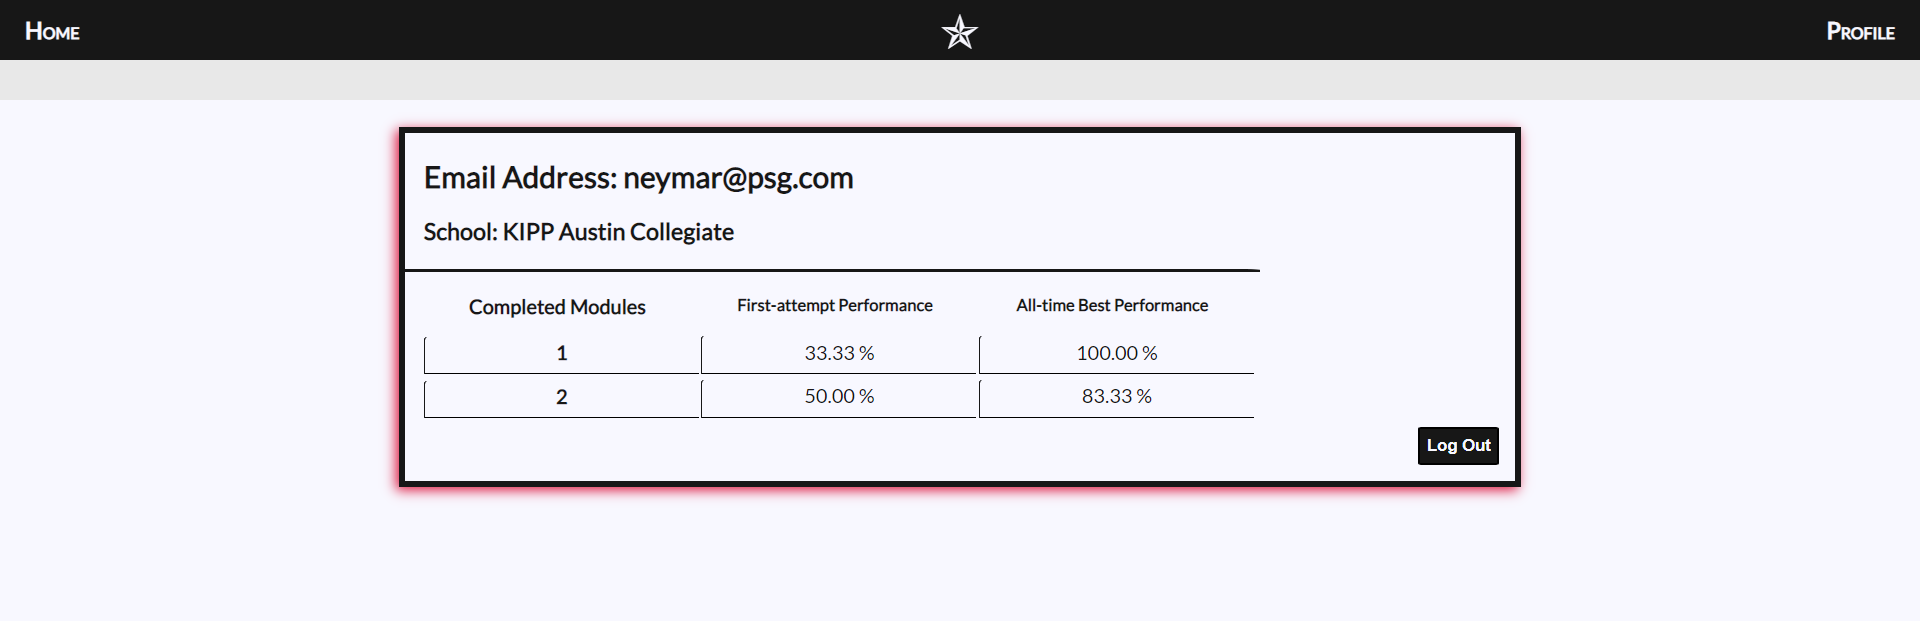 Home
Profile
Email Address: neymar@psg.com
School: KIPP Austin Collegiate
Completed Modules First-attempt Performance All-time Best Performance
1 33.33 % 100.00 %
2 50.00 % 83.33 %
Log Out